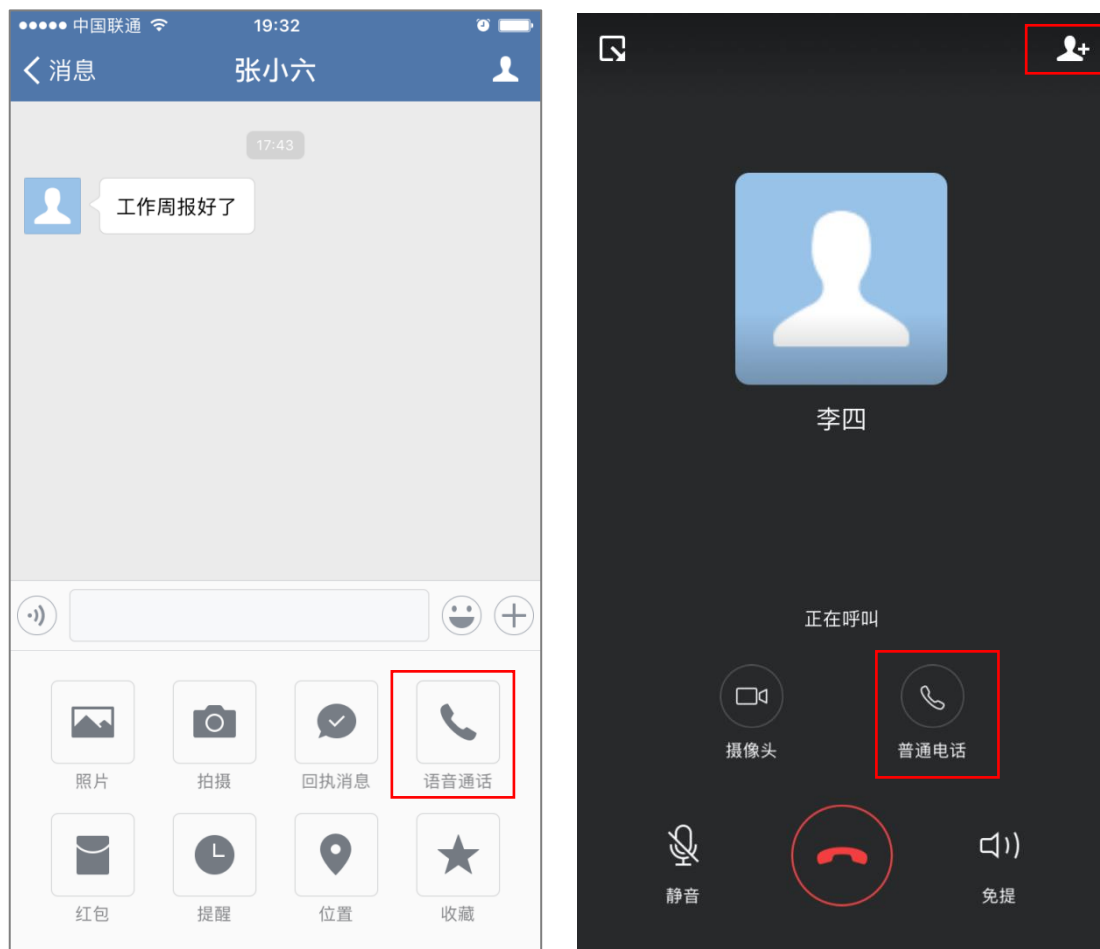 中国联通 19:32
消息 张小六
17:43
工作周报好了
照片 拍摄 回执消息 语音通话
红包 提醒 位置 收藏
李四
正在呼叫
摄像头 普通电话
静音 免提